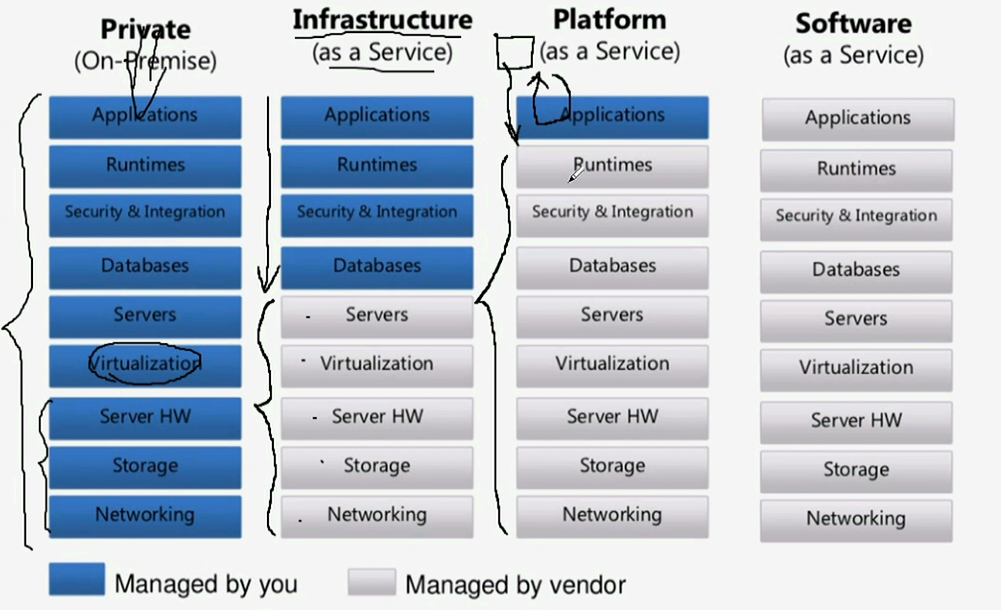 Private
(On-Premise)
Applications
Runtimes
Security & Integration
Databases
Servers
Virtualization
Server HW
Storage
Networking
Infrastructure
(as a Service)
Applications
Runtimes
Security & Integration
Databases
Servers
Virtualization
Server HW
Storage
Networking
Platform
(as a Service)
Applications
Runtimes
Security & Integration
Databases
Servers
Virtualization
Server HW
Storage
Networking
Software
(as a Service)
Applications
Runtimes
Security & Integration
Databases
Servers
Virtualization
Server HW
Storage
Networking
Managed by you
Managed by vendor